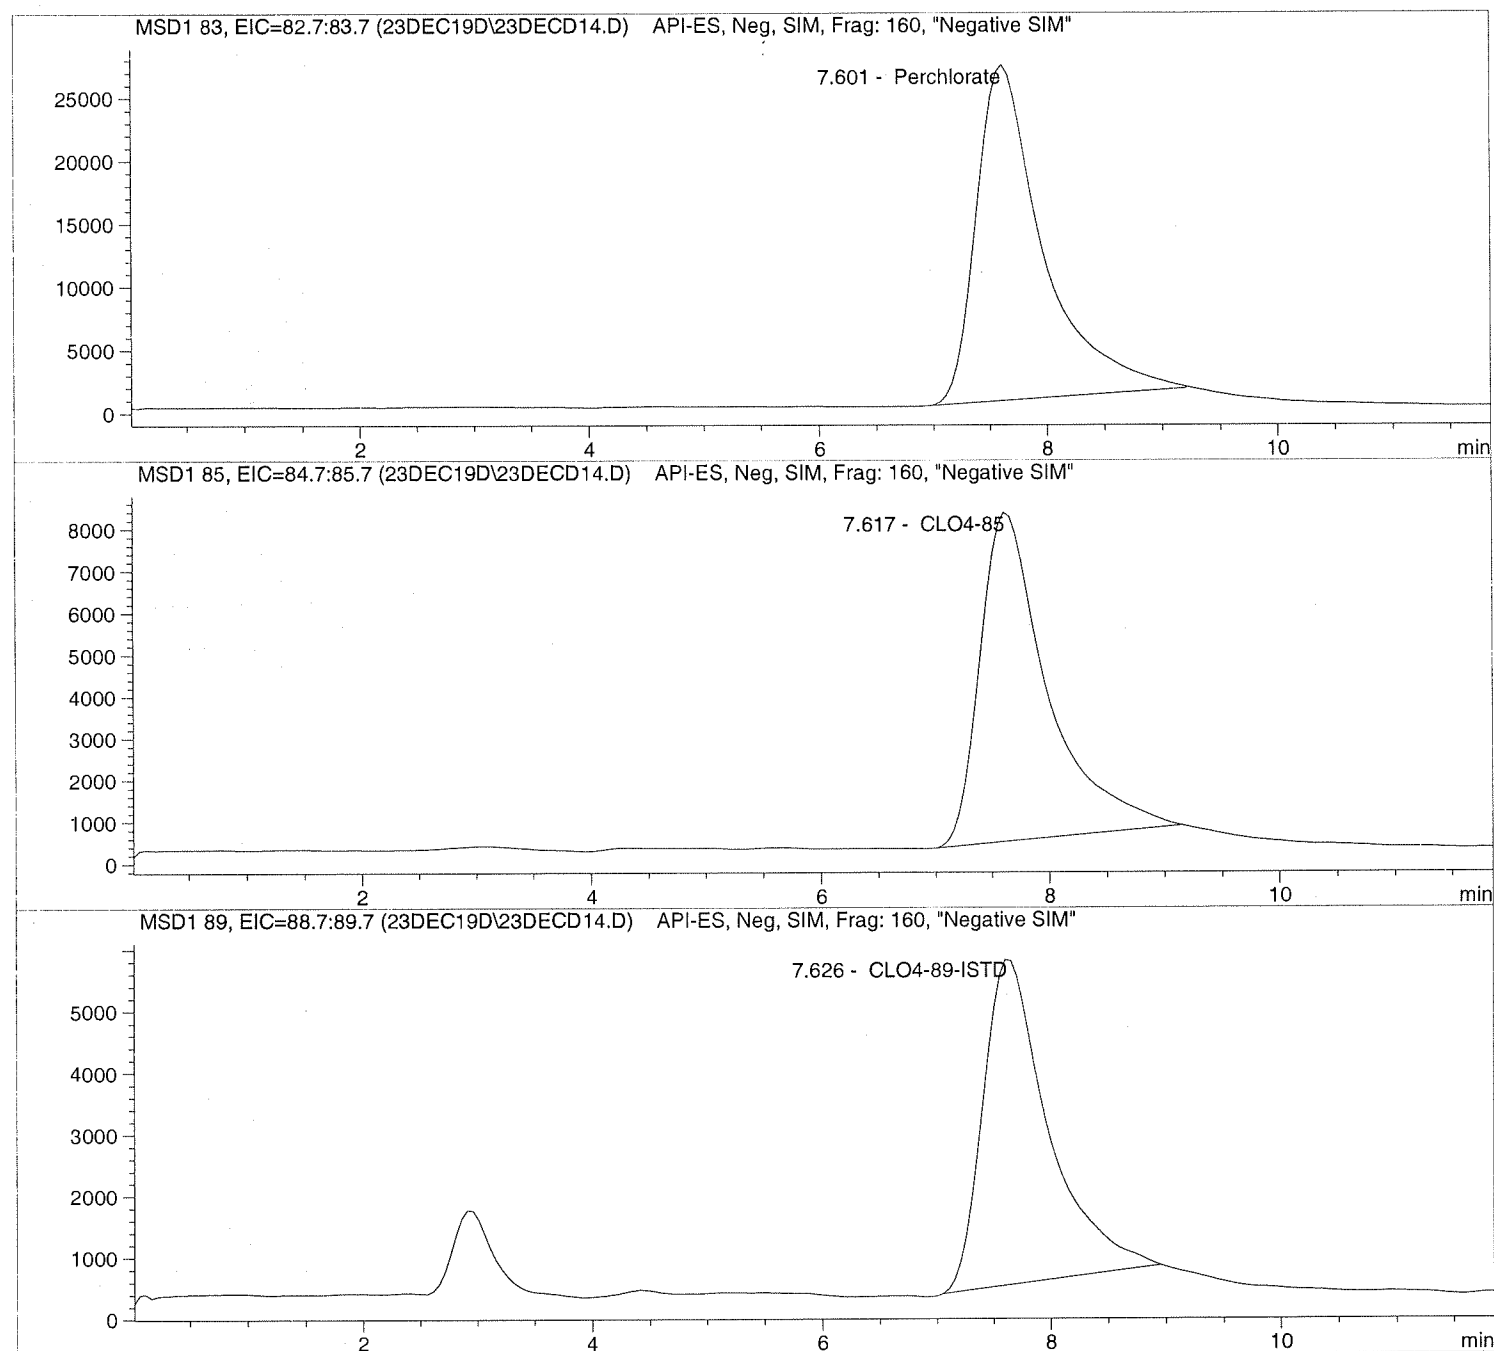 MSD1 83, EIC=82.7:83.7 (23DEC19D\23DECD14.D) API-ES, Neg, SIM, Frag: 160, "Negative SIM"
7.601 - Perchlorate
25000
20000
15000
10000
5000
0
2 4 6 8 10 min
MSD1 85, EIC=84.7:85.7 (23DEC19D\23DECD14.D) API-ES, Neg, SIM, Frag: 160, "Negative SIM"
7.617 - CLO4-85
8000
7000
6000
5000
4000
3000
2000
1000
0
2 4 6 8 10 min
MSD1 89, EIC=88.7:89.7 (23DEC19D\23DECD14.D) API-ES, Neg, SIM, Frag: 160, "Negative SIM"
7.626 - CLO4-89-ISTD
5000
4000
3000
2000
1000
0
2 4 6 8 10 min